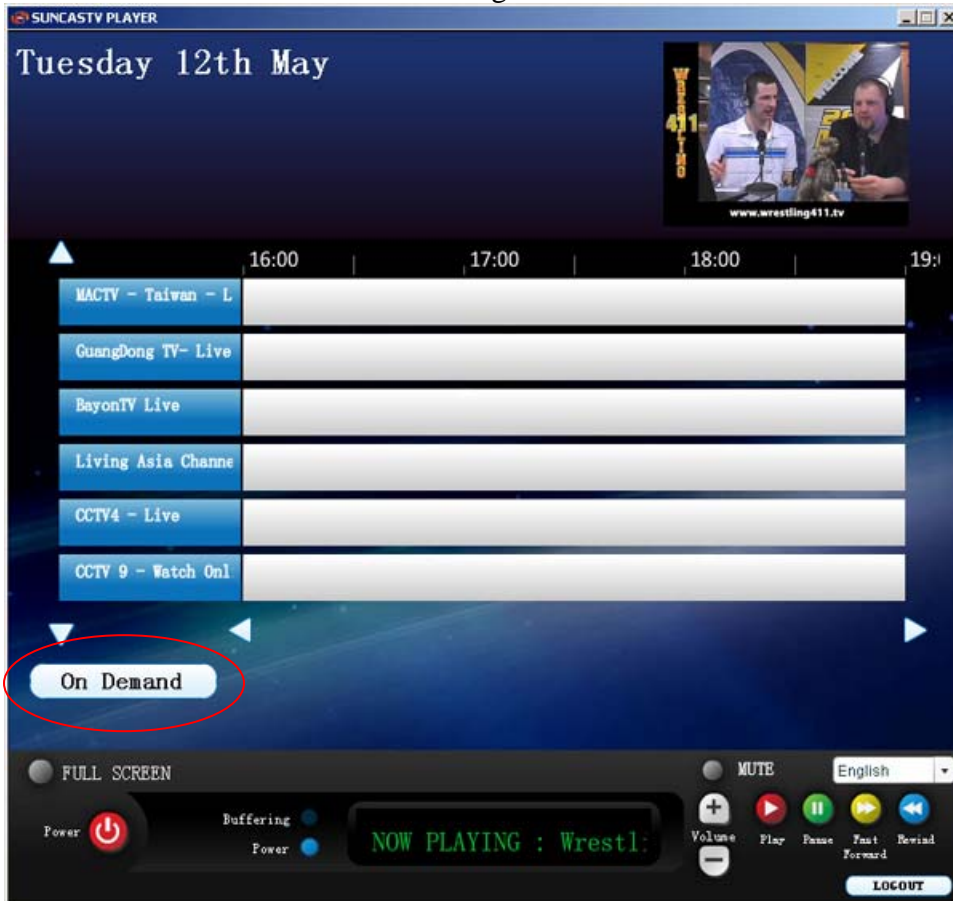 SUNCASTV PLAYER
Tuesday 12th May
Wrestling
411
WELCOME
www.wrestling411.tv
16:00
17:00
18:00
19:
MACTV - Taiwan - L
GuangDong TV- Live
BayonTV Live
Living Asia Channe
CCTV4 - Live
CCTV 9 - Watch Onl
On Demand
FULL SCREEN
MUTE
English
Power
Buffering
Power
NOW PLAYING : Wrestl
Volume
Play
Pause
Fast Forward
Rewind
LOGOUT